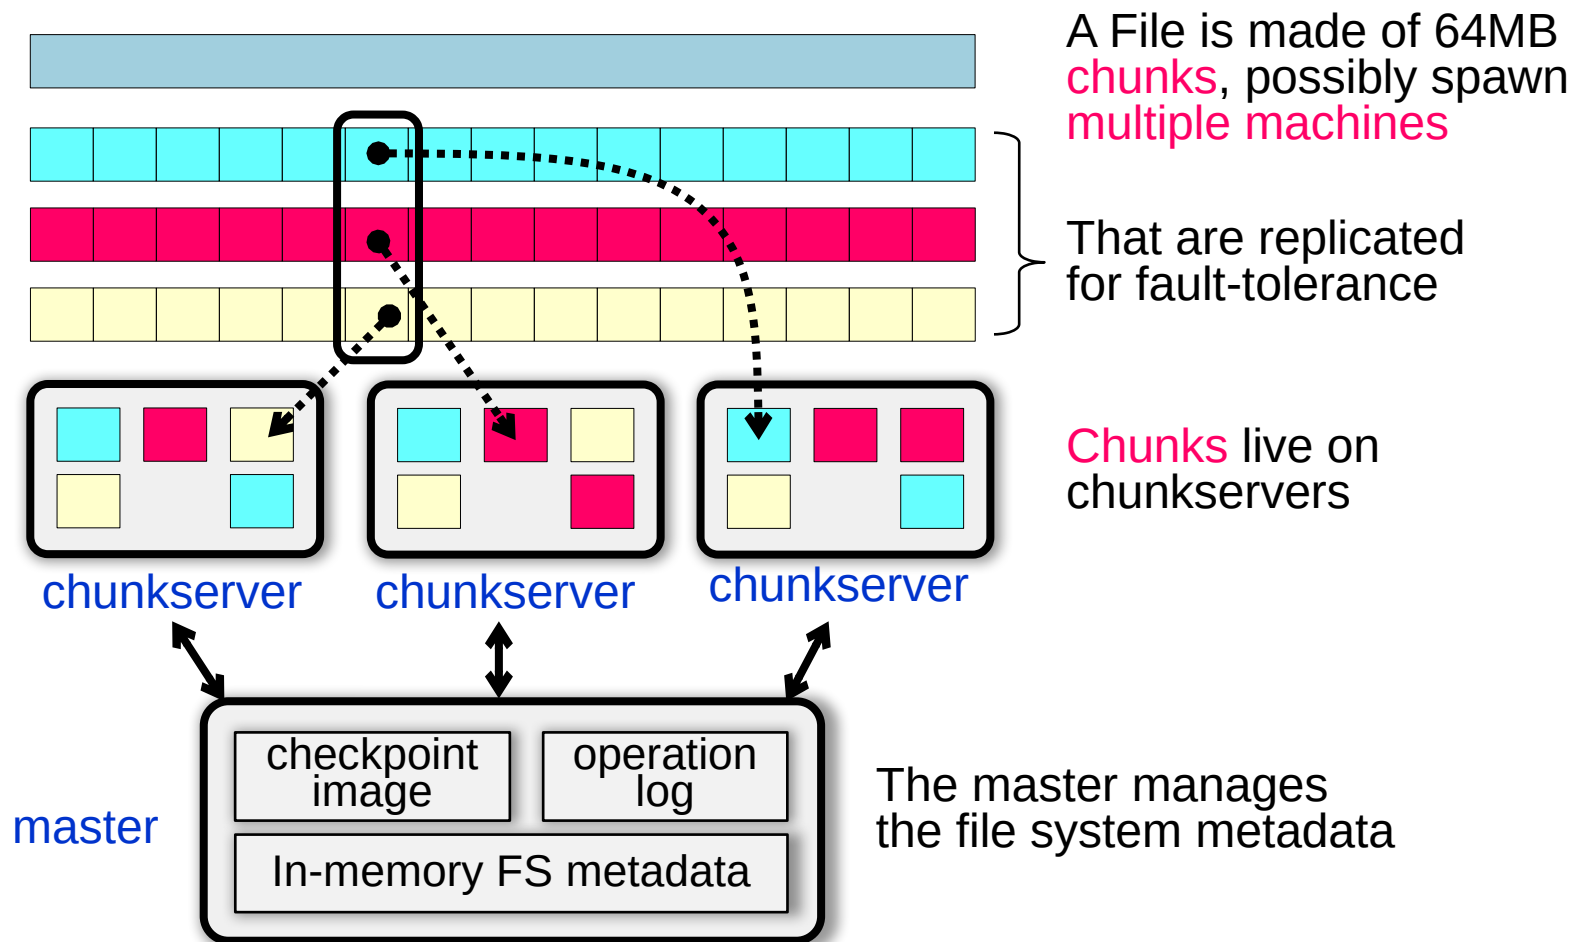 A File is made of 64MB
chunks, possibly spawn
multiple machines
That are replicated
for fault-tolerance
Chunks live on
chunkservers
chunkserver
chunkserver
chunkserver
checkpoint
image
operation
log
master
In-memory FS metadata
The master manages
the file system metadata